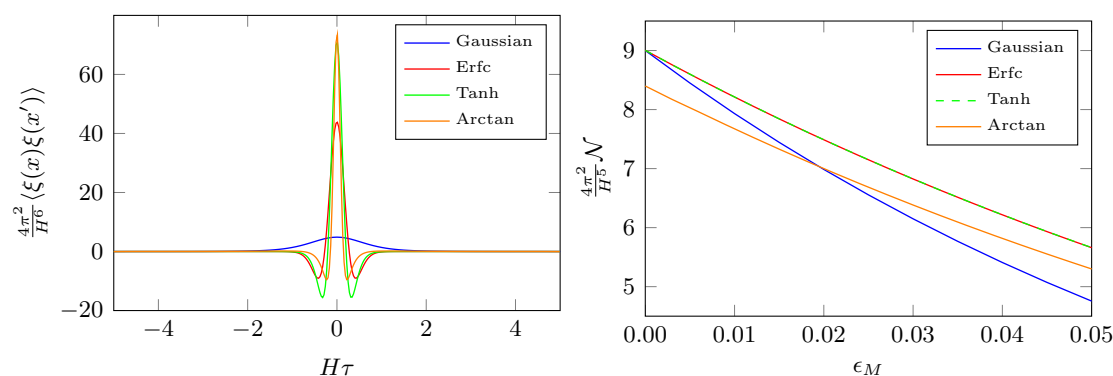 60
40
20
0
−20
−4
−2
0
2
4
Hτ
4π²/H⁶ ⟨ξ(x)ξ(x′)⟩
Gaussian
Erfc
Tanh
Arctan
9
8
7
6
5
0.00
0.01
0.02
0.03
0.04
0.05
ϵ_M
4π²/H⁵ 𝒩
Gaussian
Erfc
Tanh
Arctan